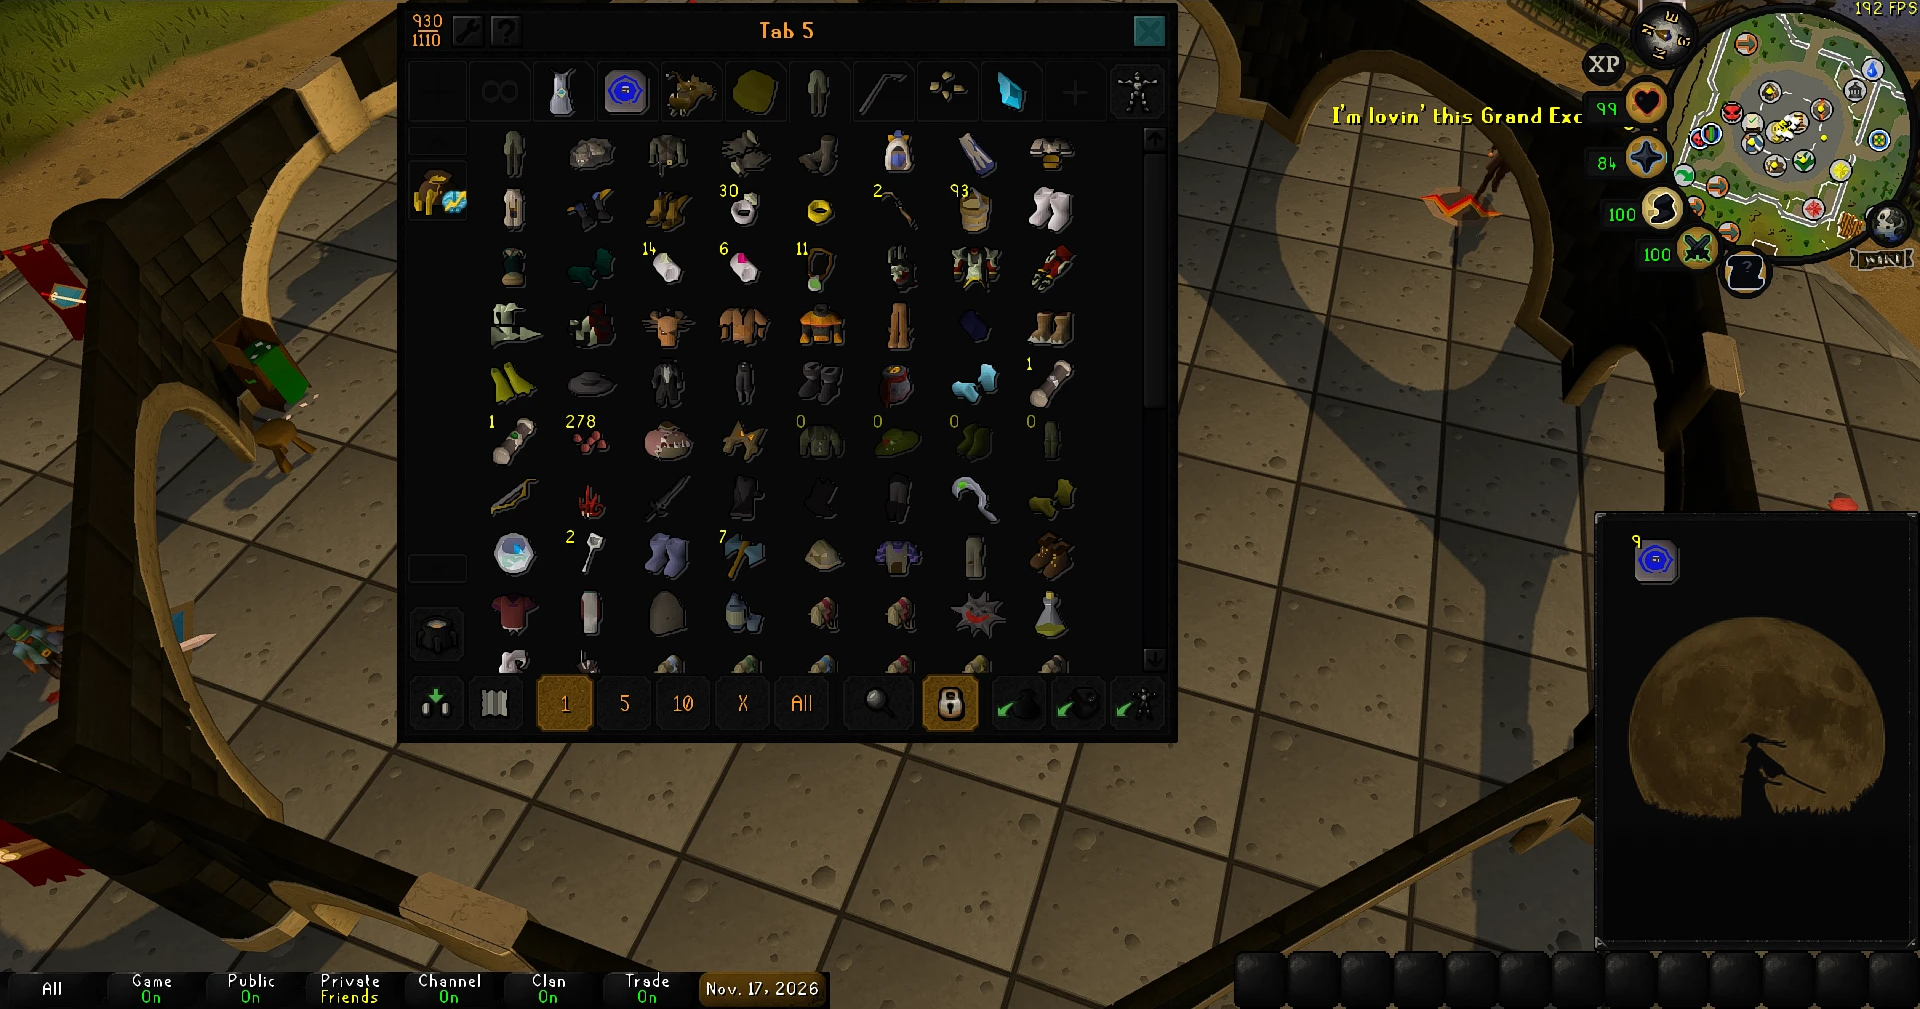 930
1110
Tab 5
192 FPS
XP
I'm lovin' this Grand Exc
99
84
100
100
WIKI
30
2
93
14
6
11
1
1
278
0
0
0
0
2
7
1
5
10
X
All
9
All
Game
On
Public
On
Private
Friends
Channel
On
Clan
On
Trade
On
Nov. 17, 2026